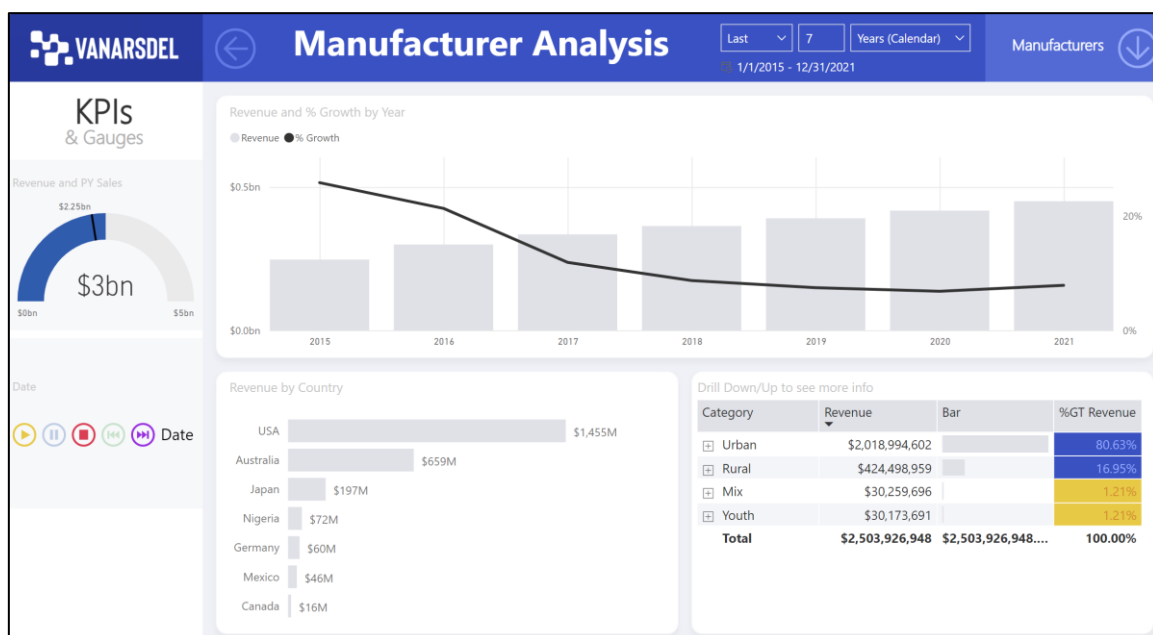 VANARSDEL
Manufacturer Analysis
Last 7 Years (Calendar)
1/1/2015 - 12/31/2021
Manufacturers
KPIs
& Gauges
Revenue and PY Sales
$2.25bn
$3bn
$0bn $5bn
Date
Date
Revenue and % Growth by Year
Revenue % Growth
$0.5bn
20%
$0.0bn
0%
2015 2016 2017 2018 2019 2020 2021
Revenue by Country
USA $1,455M
Australia $659M
Japan $197M
Nigeria $72M
Germany $60M
Mexico $46M
Canada $16M
Drill Down/Up to see more info
Category Revenue Bar %GT Revenue
Urban $2,018,994,602 80.63%
Rural $424,498,959 16.95%
Mix $30,259,696 1.21%
Youth $30,173,691 1.21%
Total $2,503,926,948 $2,503,926,948.... 100.00%